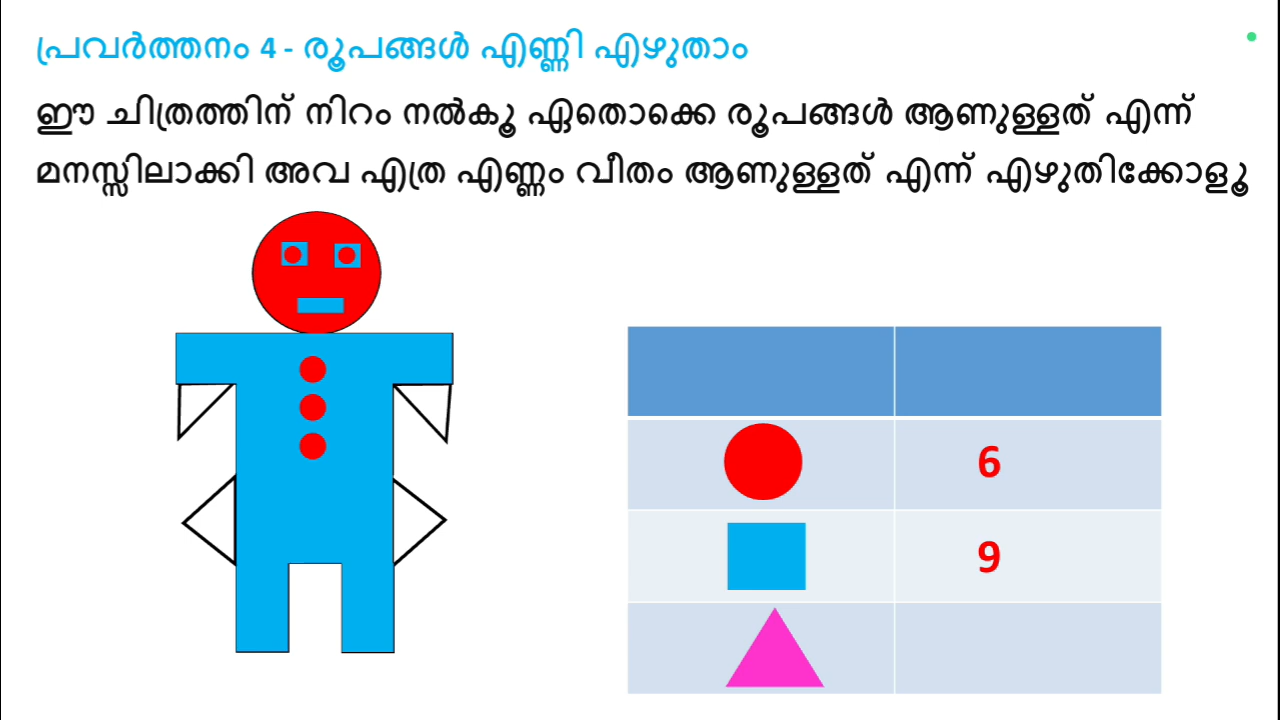 പ്രവർത്തനം 4 - രൂപങ്ങൾ എണ്ണി എഴുതാം
ഈ ചിത്രത്തിന് നിറം നൽകൂ ഏതൊക്കെ രൂപങ്ങൾ ആണുള്ളത് എന്ന്
മനസ്സിലാക്കി അവ എത്ര എണ്ണം വീതം ആണുള്ളത് എന്ന് എഴുതിക്കോളൂ
6
9